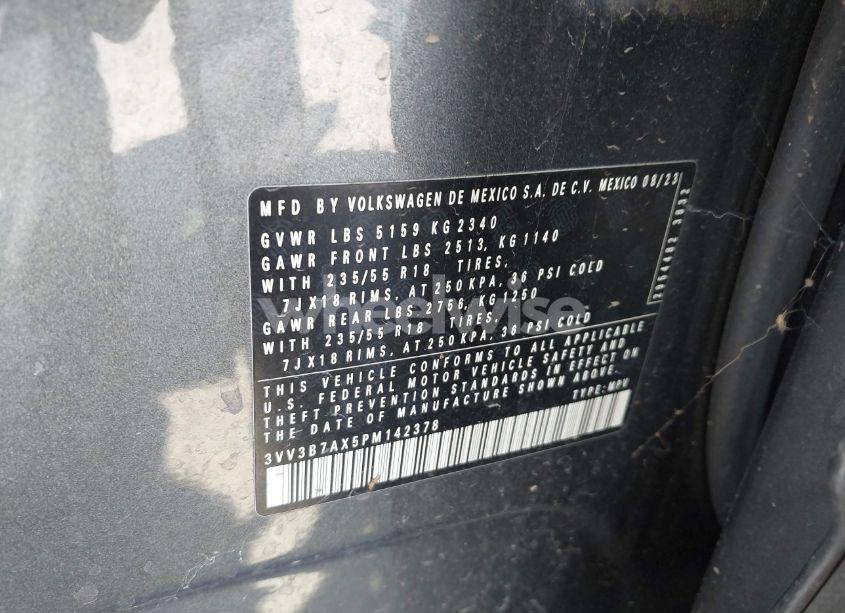 MFD BY VOLKSWAGEN DE MEXICO S.A. DE C.V. MEXICO 08/23
GVWR LBS 5159 KG 2340
GAWR FRONT LBS 2513, KG 1140
WITH 235/55 R18 TIRES,
7JX18 RIMS, AT 250 KPA, 36 PSI COLD
GAWR REAR LBS 2756, KG 1250
WITH 235/55 R18 TIRES,
7JX18 RIMS, AT 250 KPA, 36 PSI COLD
THIS VEHICLE CONFORMS TO ALL APPLICABLE
U.S. FEDERAL MOTOR VEHICLE SAFETY AND
THEFT PREVENTION STANDARDS IN EFFECT ON
THE DATE OF MANUFACTURE SHOWN ABOVE.
TYPE: MPV
3VV3B7AX5PM142378
wheelwise